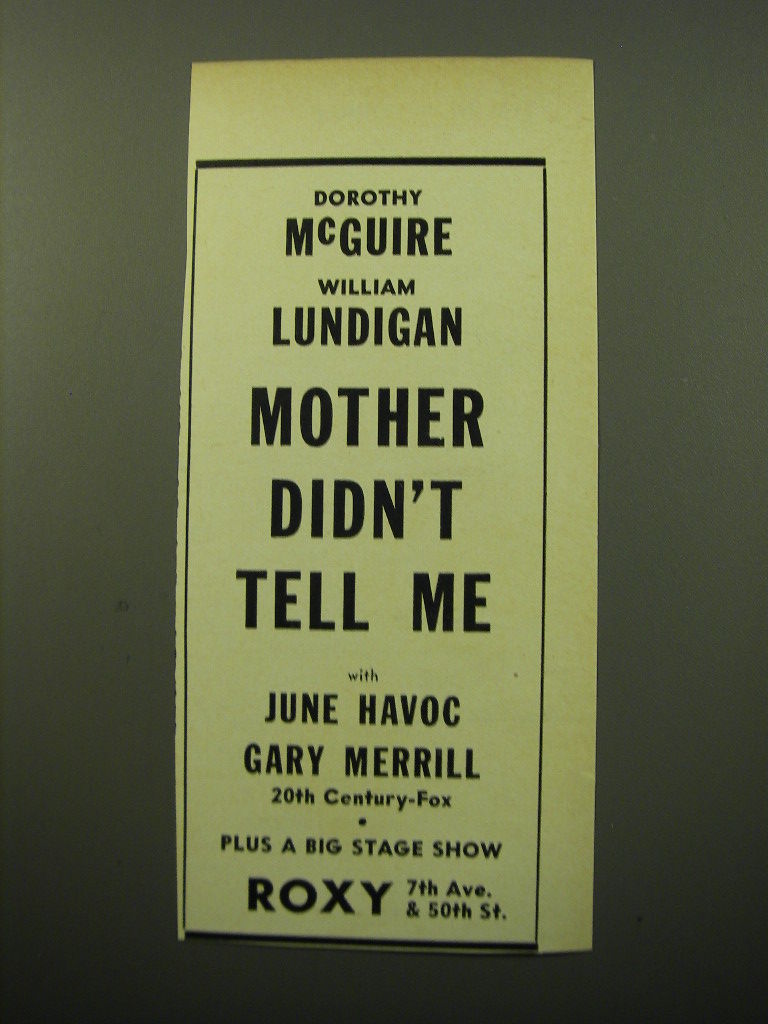 DOROTHY
McGUIRE
WILLIAM
LUNDIGAN
MOTHER
DIDN'T
TELL ME
with
JUNE HAVOC
GARY MERRILL
20th Century-Fox
•
PLUS A BIG STAGE SHOW
ROXY 7th Ave.
& 50th St.